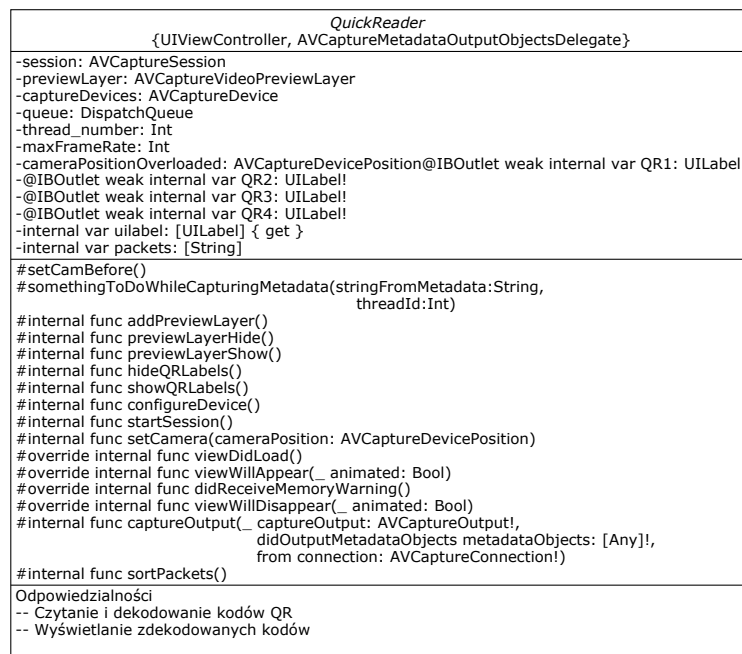 QuickReader
{UIViewController, AVCaptureMetadataOutputObjectsDelegate}
-session: AVCaptureSession
-previewLayer: AVCaptureVideoPreviewLayer
-captureDevices: AVCaptureDevice
-queue: DispatchQueue
-thread_number: Int
-maxFrameRate: Int
-cameraPositionOverloaded: AVCaptureDevicePosition@IBOutlet weak internal var QR1: UILabel
-@IBOutlet weak internal var QR2: UILabel!
-@IBOutlet weak internal var QR3: UILabel!
-@IBOutlet weak internal var QR4: UILabel!
-internal var uilabel: [UILabel] { get }
-internal var packets: [String]
#setCamBefore()
#somethingToDoWhileCapturingMetadata(stringFromMetadata:String,
threadId:Int)
#internal func addPreviewLayer()
#internal func previewLayerHide()
#internal func previewLayerShow()
#internal func hideQRLabels()
#internal func showQRLabels()
#internal func configureDevice()
#internal func startSession()
#internal func setCamera(cameraPosition: AVCaptureDevicePosition)
#override internal func viewDidLoad()
#override internal func viewWillAppear(_ animated: Bool)
#override internal func didReceiveMemoryWarning()
#override internal func viewWillDisappear(_ animated: Bool)
#internal func captureOutput(_ captureOutput: AVCaptureOutput!,
didOutputMetadataObjects metadataObjects: [Any]!,
from connection: AVCaptureConnection!)
#internal func sortPackets()
Odpowiedzialności
-- Czytanie i dekodowanie kodów QR
-- Wyświetlanie zdekodowanych kodów